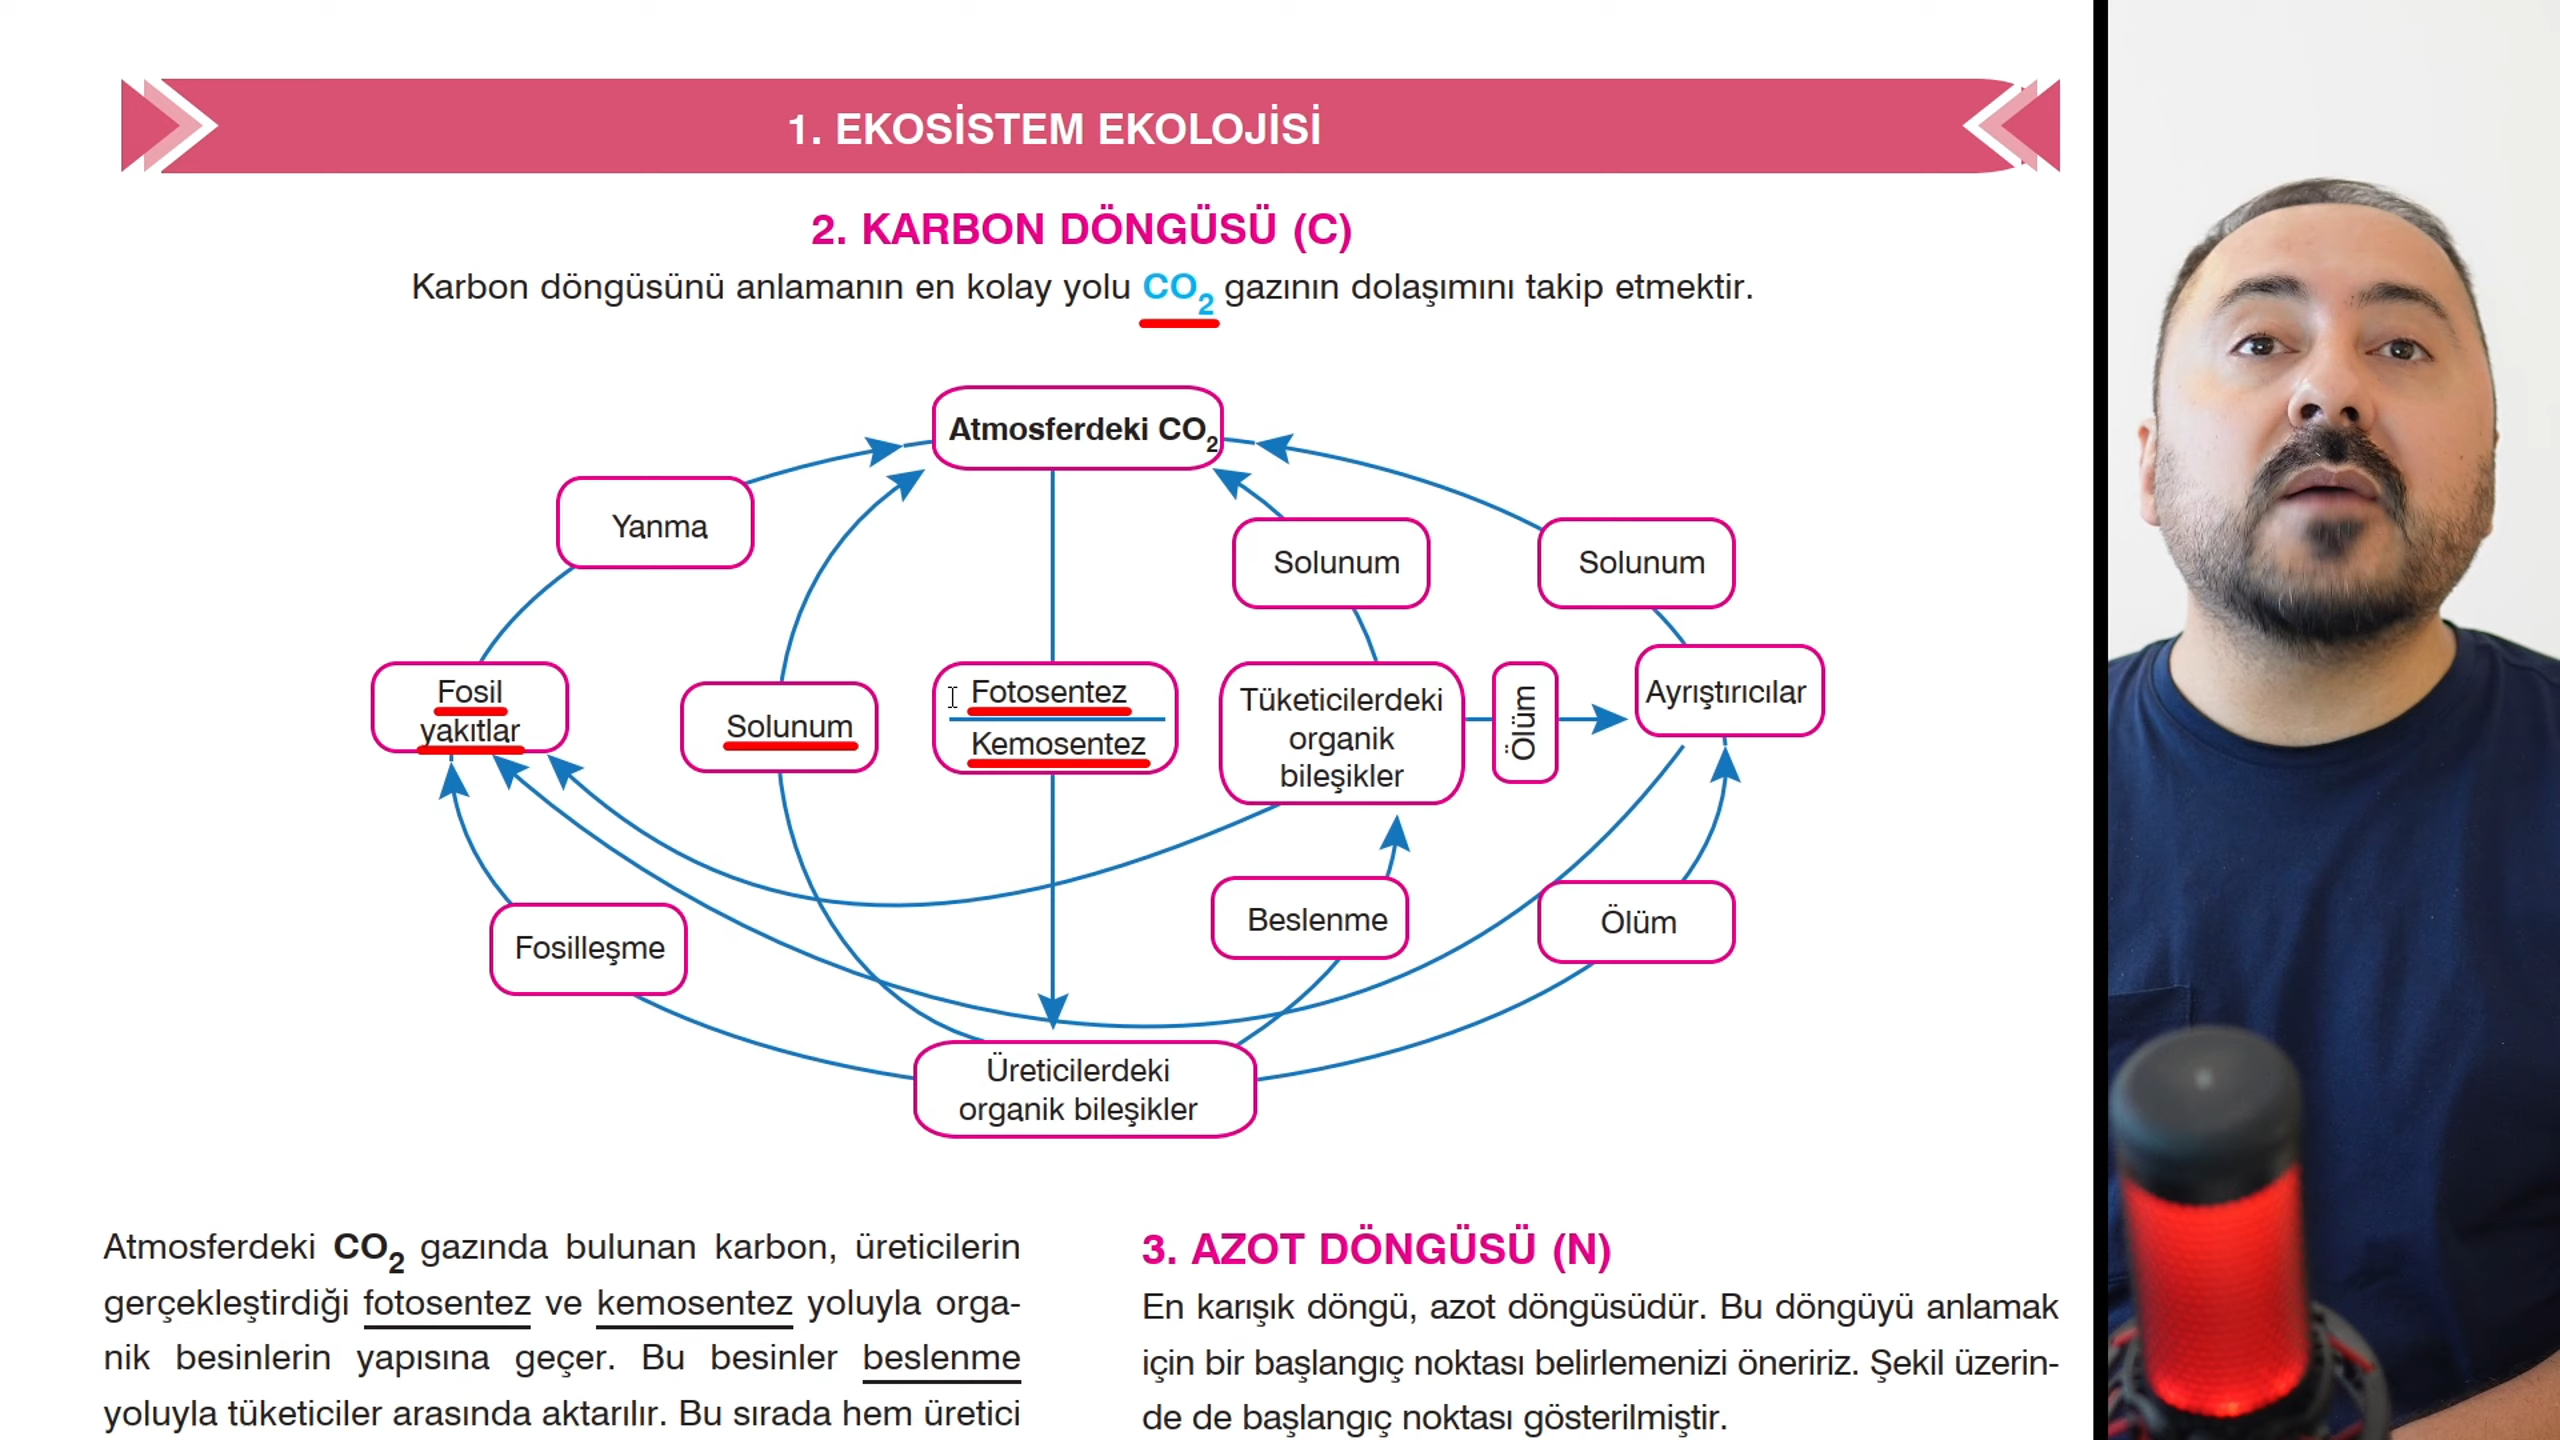 1. EKOSİSTEM EKOLOJİSİ
2. KARBON DÖNGÜSÜ (C)
Karbon döngüsünü anlamanın en kolay yolu CO2 gazının dolaşımını takip etmektir.
Atmosferdeki CO2
Yanma
Solunum
Solunum
Fosil
yakıtlar
Solunum
Fotosentez
Kemosentez
Tüketicilerdeki
organik
bileşikler
Ölüm
Ayrıştırıcılar
Fosilleşme
Beslenme
Ölüm
Üreticilerdeki
organik bileşikler
Atmosferdeki CO2 gazında bulunan karbon, üreticilerin
gerçekleştirdiği fotosentez ve kemosentez yoluyla orga-
nik besinlerin yapısına geçer. Bu besinler beslenme
yoluyla tüketiciler arasında aktarılır. Bu sırada hem üretici
3. AZOT DÖNGÜSÜ (N)
En karışık döngü, azot döngüsüdür. Bu döngüyü anlamak
için bir başlangıç noktası belirlemenizi öneririz. Şekil üzerin-
de de başlangıç noktası gösterilmiştir.